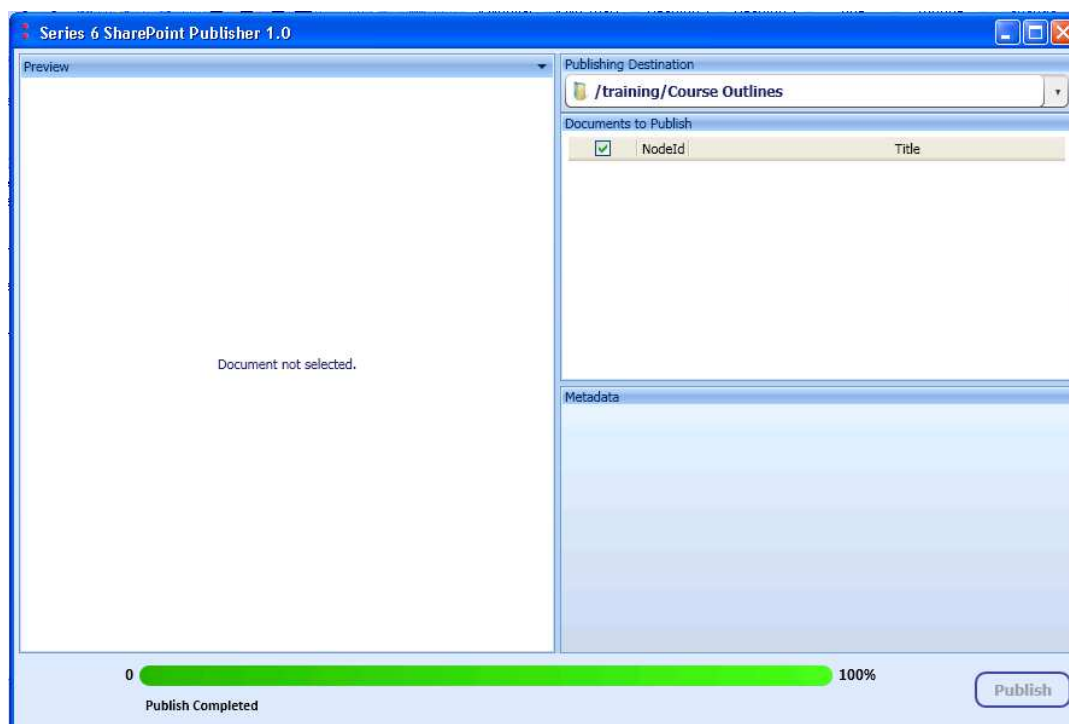 Series 6 SharePoint Publisher 1.0
Preview
Publishing Destination
/training/Course Outlines
Documents to Publish
NodeId Title
Document not selected.
Metadata
0 100%
Publish Completed
Publish